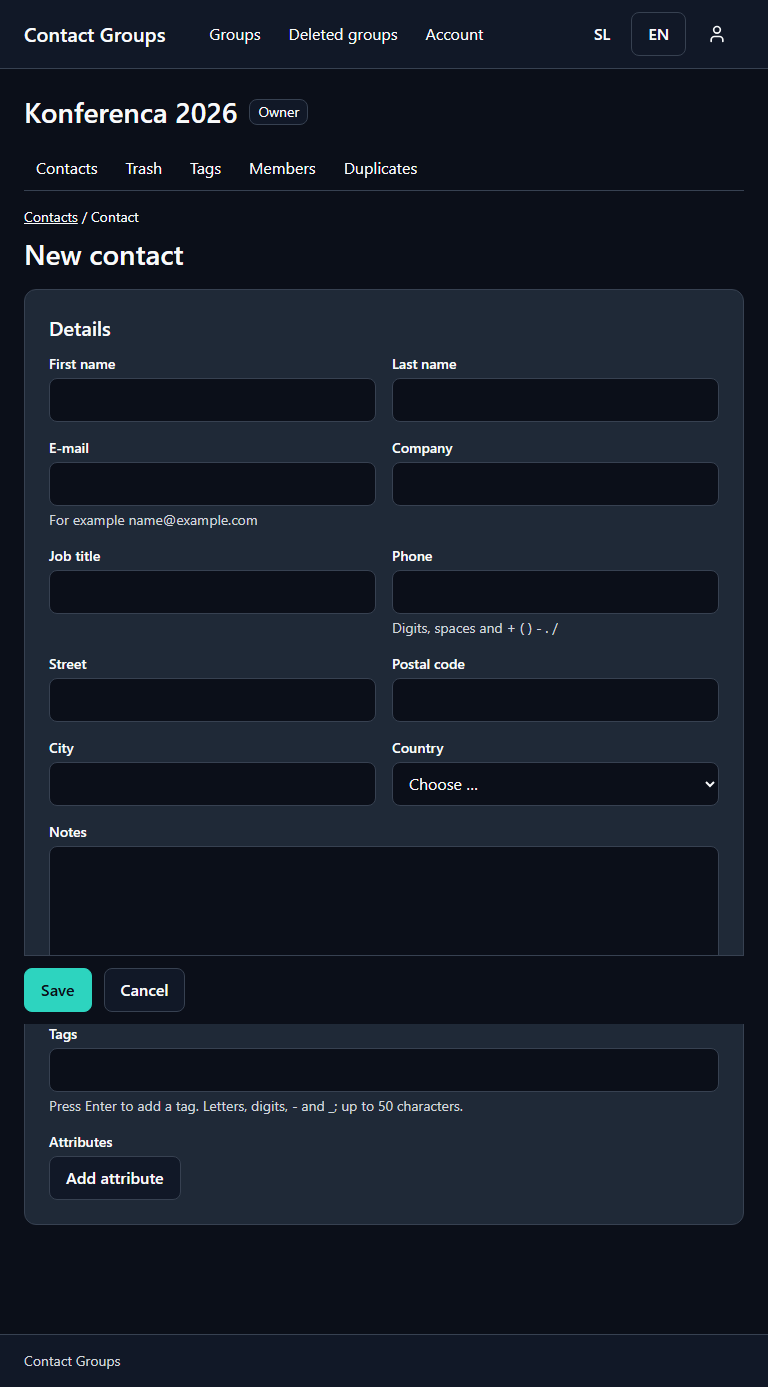 Contact Groups Groups Deleted groups Account SL EN
Konferenca 2026 Owner
Contacts Trash Tags Members Duplicates
Contacts / Contact
New contact
Details
First name Last name
E-mail Company
For example name@example.com
Job title Phone
Digits, spaces and + ( ) - . /
Street Postal code
City Country
Choose ...
Notes
Save Cancel
Tags
Press Enter to add a tag. Letters, digits, - and _; up to 50 characters.
Attributes
Add attribute
Contact Groups